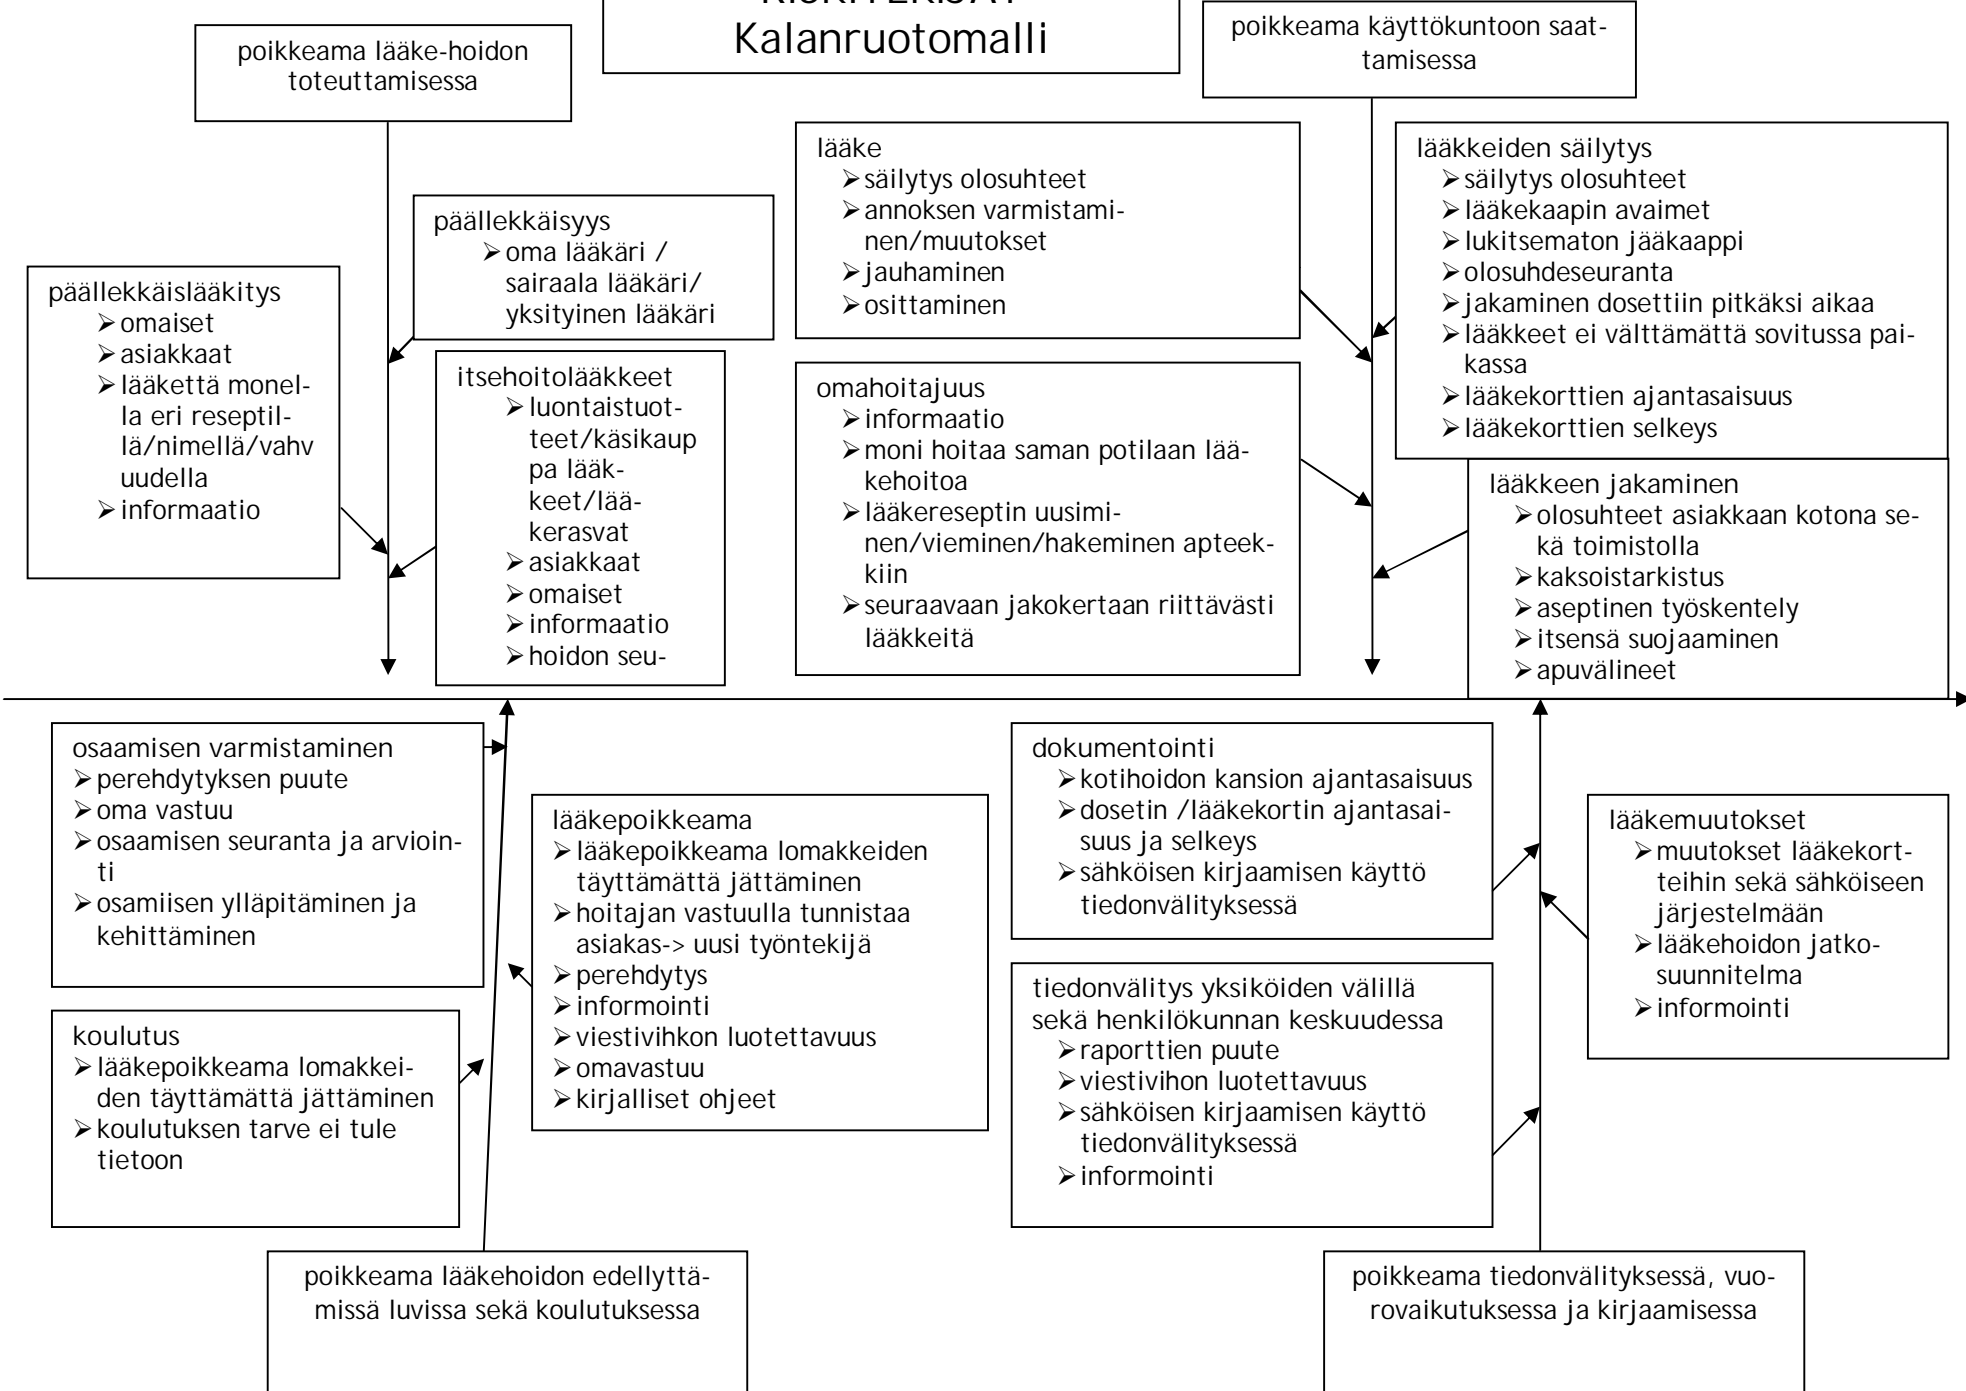 Kalanruotomalli
poikkeama lääke-hoidon
toteuttamisessa
poikkeama käyttökuntoon saat-
tamisessa
päällekkäislääkitys
➢ omaiset
➢ asiakkaat
➢ lääkettä monel-
la eri reseptil-
lä/nimellä/vahv
uudella
➢ informaatio
päällekkäisyys
➢ oma lääkäri /
sairaala lääkäri/
yksityinen lääkäri
itsehoitolääkkeet
➢ luontaistuot-
teet/käsikaup
pa lääk-
keet/lää-
kerasvat
➢ asiakkaat
➢ omaiset
➢ informaatio
➢ hoidon seu-
lääke
➢ säilytys olosuhteet
➢ annoksen varmistami-
nen/muutokset
➢ jauhaminen
➢ osittaminen
omahoitajuus
➢ informaatio
➢ moni hoitaa saman potilaan lää-
kehoitoa
➢ lääkereseptin uusimi-
nen/vieminen/hakeminen apteek-
kiin
➢ seuraavaan jakokertaan riittävästi
lääkkeitä
lääkkeiden säilytys
➢ säilytys olosuhteet
➢ lääkekaapin avaimet
➢ lukitsematon jääkaappi
➢ olosuhdeseuranta
➢ jakaminen dosettiin pitkäksi aikaa
➢ lääkkeet ei välttämättä sovitussa pai-
kassa
➢ lääkekorttien ajantasaisuus
➢ lääkekorttien selkeys
lääkkeen jakaminen
➢ olosuhteet asiakkaan kotona se-
kä toimistolla
➢ kaksoistarkistus
➢ aseptinen työskentely
➢ itsensä suojaaminen
➢ apuvälineet
osaamisen varmistaminen
➢ perehdytyksen puute
➢ oma vastuu
➢ osaamisen seuranta ja arvioin-
ti
➢ osamiisen ylläpitäminen ja
kehittäminen
koulutus
➢ lääkepoikkeama lomakkei-
den täyttämättä jättäminen
➢ koulutuksen tarve ei tule
tietoon
lääkepoikkeama
➢ lääkepoikkeama lomakkeiden
täyttämättä jättäminen
➢ hoitajan vastuulla tunnistaa
asiakas-> uusi työntekijä
➢ perehdytys
➢ informointi
➢ viestivihkon luotettavuus
➢ omavastuu
➢ kirjalliset ohjeet
dokumentointi
➢ kotihoidon kansion ajantasaisuus
➢ dosetin /lääkekortin ajantasai-
suus ja selkeys
➢ sähköisen kirjaamisen käyttö
tiedonvälityksessä
tiedonvälitys yksiköiden välillä
sekä henkilökunnan keskuudessa
➢ raporttien puute
➢ viestivihon luotettavuus
➢ sähköisen kirjaamisen käyttö
tiedonvälityksessä
➢ informointi
lääkemuutokset
➢ muutokset lääkekort-
teihin sekä sähköiseen
järjestelmään
➢ lääkehoidon jatko-
suunnitelma
➢ informointi
poikkeama lääkehoidon edellyttä-
missä luvissa sekä koulutuksessa
poikkeama tiedonvälityksessä, vuo-
rovaikutuksessa ja kirjaamisessa